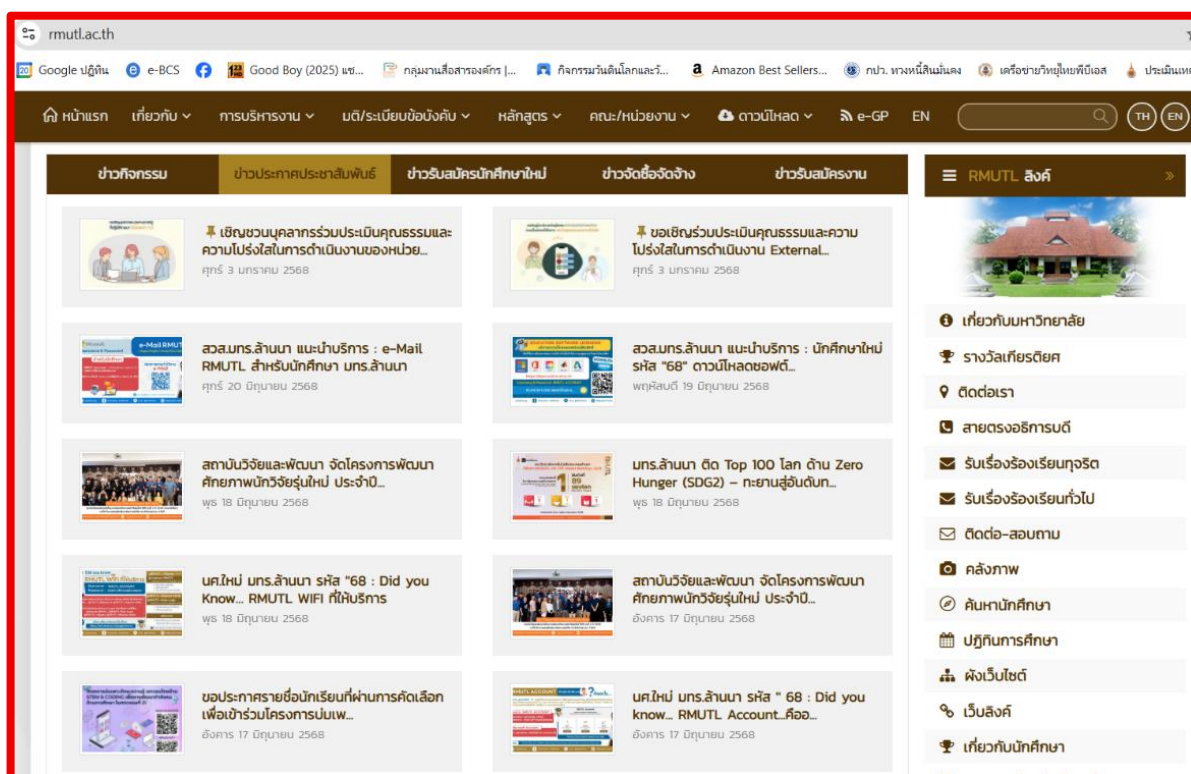 rmutl.ac.th
Google ปฏิทิน e-BCS Good Boy (2025) แซ... กลุ่มงานสื่อสารองค์กร |... กิจกรรมวันดินโลกและวั... Amazon Best Sellers... กปว. ทวงหนี้สินมั่นคง เครือข่ายวิทยุไทยพีบีเอส
หน้าแรก เกี่ยวกับ การบริหารงาน มติ/ระเบียบข้อบังคับ หลักสูตร คณะ/หน่วยงาน ดาวน์โหลด e-GP EN TH EN
ข่าวกิจกรรม ข่าวประกาศประชาสัมพันธ์ ข่าวรับสมัครนักศึกษาใหม่ ข่าวจัดซื้อจัดจ้าง ข่าวรับสมัครงาน
เชิญชวนบุคลากรร่วมประเมินคุณธรรมและ
ความโปร่งใสในการดำเนินงานของหน่วย...
ศุกร์ 3 มกราคม 2568
ขอเชิญร่วมประเมินคุณธรรมและความ
โปร่งใสในการดำเนินงาน External...
ศุกร์ 3 มกราคม 2568
สวส.มทร.ล้านนา แนะนำบริการ : e-Mail
RMUTL สำหรับนักศึกษา มทร.ล้านนา
ศุกร์ 20 มิถุนายน 2568
สวส.มทร.ล้านนา แนะนำบริการ : นักศึกษาใหม่
รหัส "68" ดาวน์โหลดซอฟต์...
พฤหัสบดี 19 มิถุนายน 2568
สถาบันวิจัยและพัฒนา จัดโครงการพัฒนา
ศักยภาพนักวิจัยรุ่นใหม่ ประจำปี...
พุธ 18 มิถุนายน 2568
มทร.ล้านนา ติด Top100 โลก ด้าน Zero
Hunger (SDG2) – ทะยานสู่อันดับท...
พุธ 18 มิถุนายน 2568
นศ.ใหม่ มทร.ล้านนา รหัส "68 : Did you
Know... RMUTL WIFI ที่ให้บริการ
พุธ 18 มิถุนายน 2568
สถาบันวิจัยและพัฒนา จัดโครงการพัฒนา
ศักยภาพนักวิจัยรุ่นใหม่ ประจำปี...
อังคาร 17 มิถุนายน 2568
ขอประกาศรายชื่อนักเรียนที่ผ่านการคัดเลือก
เพื่อเข้าร่วมโครงการบ่มเพ...
อังคาร 17 มิถุนายน 2568
นศ.ใหม่ มทร.ล้านนา รหัส " 68 : Did you
know... RMUTL Account คืออ...
อังคาร 17 มิถุนายน 2568
RMUTL ลิงค์
เกี่ยวกับมหาวิทยาลัย
รางวัลเกียรติยศ
ติดต่อเรา
สายตรงอธิการบดี
รับเรื่องร้องเรียนทุจริต
รับเรื่องร้องเรียนทั่วไป
ติดต่อ-สอบถาม
คลังภาพ
ค้นหานักศึกษา
ปฏิทินการศึกษา
ผังเว็บไซต์
เว็บลิงค์
เกี่ยวกับนักศึกษา